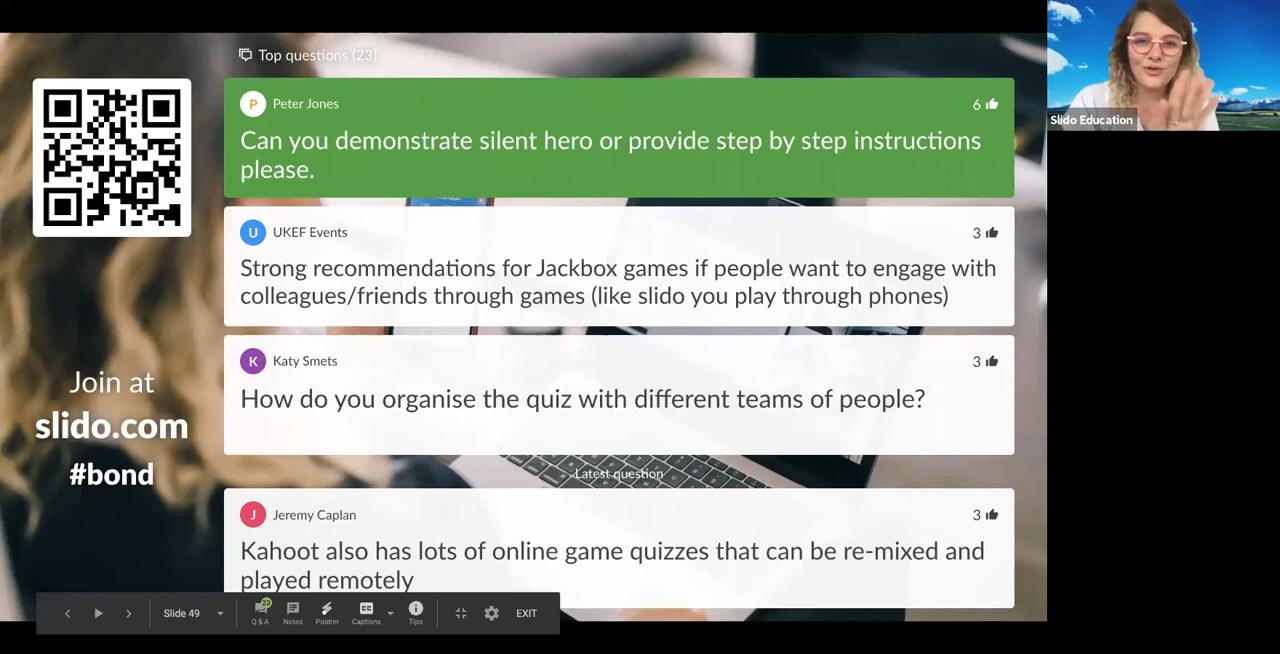 Top questions (23)
P Peter Jones 6
Can you demonstrate silent hero or provide step by step instructions
please.
U UKEF Events 3
Strong recommendations for Jackbox games if people want to engage with
colleagues/friends through games (like slido you play through phones)
K Katy Smets 3
How do you organise the quiz with different teams of people?
Latest question
J Jeremy Caplan 3
Kahoot also has lots of online game quizzes that can be re-mixed and
played remotely
Join at
slido.com
#bond
Slide 49
23
Q & A
Notes
Pointer
CC
Captions
Tips
EXIT
Slido Education